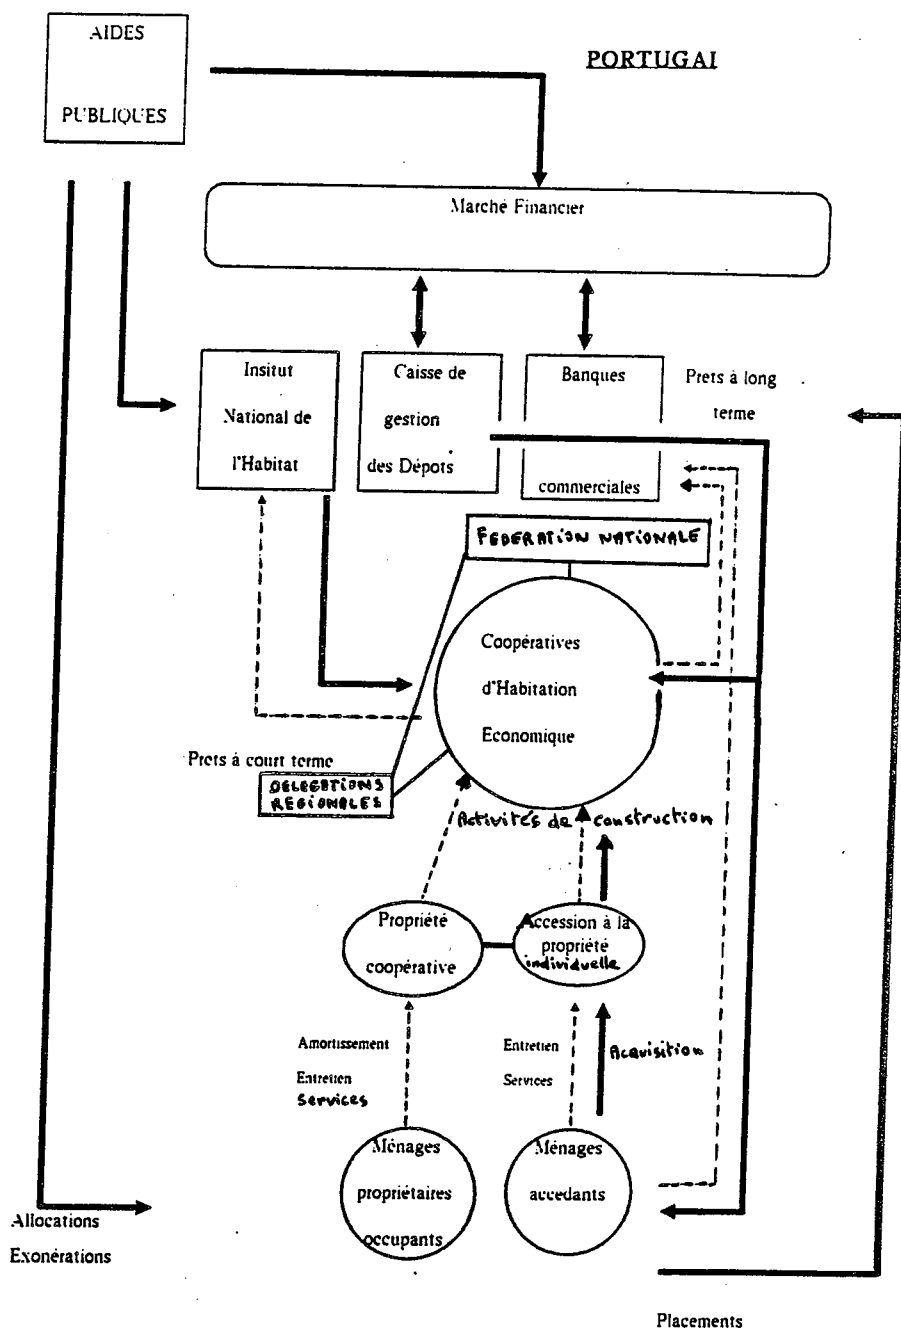 AIDES
PUBLIQUES
PORTUGAI
Marché Financier
Insitut
National de
l'Habitat
Caisse de
gestion
des Dépots
Banques
commerciales
Prets à long
terme
FEDERATION NATIONALE
Coopératives
d'Habitation
Economique
Prets à court terme
DELEGATIONS
REGIONALES
Activités de construction
Propriété
coopérative
Accession à la
propriété
individuelle
Amortissement
Entretien
Services
Entretien
Services
Acquisition
Ménages
propriétaires
occupants
Ménages
accedants
Allocations
Exonérations
Placements